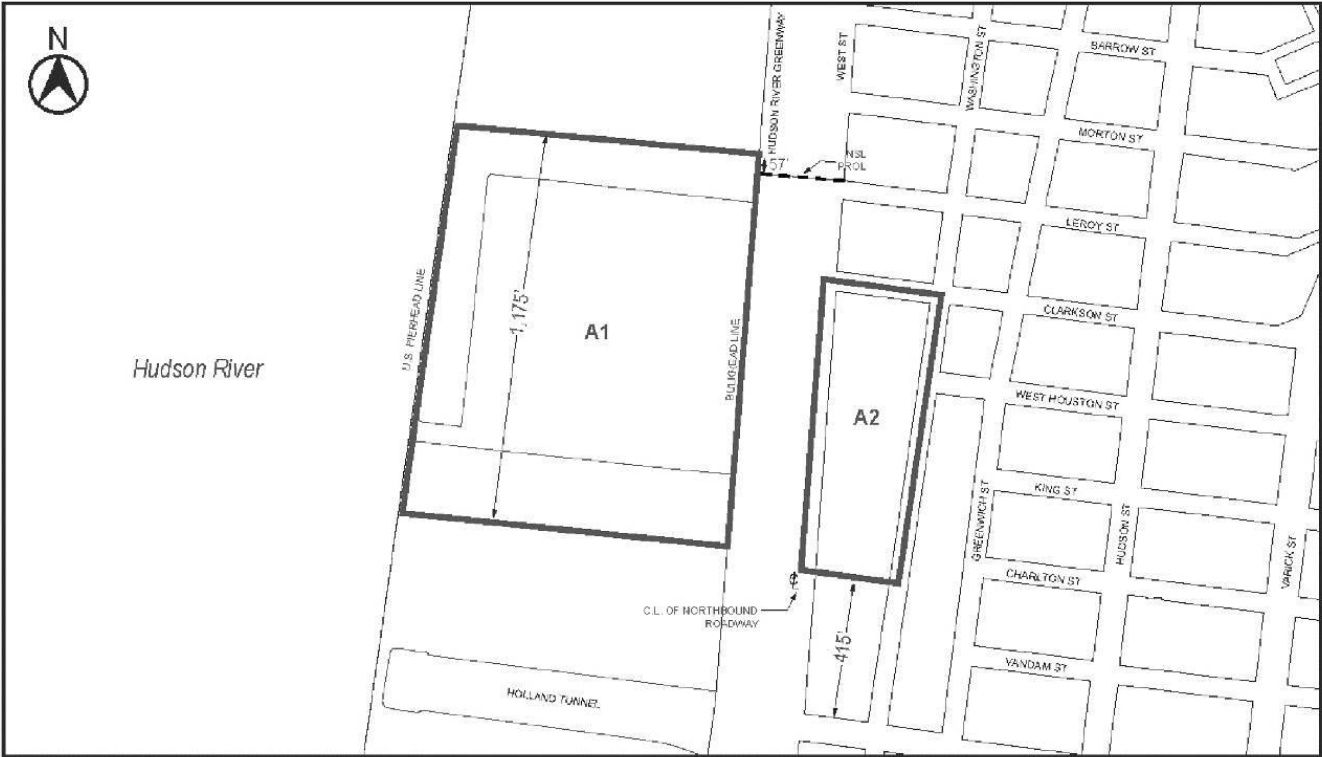 N
HUDSON RIVER GREENWAY
WEST ST
WASHINGTON ST
BARROW ST
MORTON ST
NSL
PROL
57'
LEROY ST
U.S. PIERHEAD LINE
1,175'
A1
BULKHEAD LINE
CLARKSON ST
Hudson River
A2
WEST HOUSTON ST
KING ST
GREENWICH ST
HUDSON ST
VARICK ST
CHARLTON ST
C.L. OF NORTHBOUND
ROADWAY
415'
VANDAM ST
HOLLAND TUNNEL